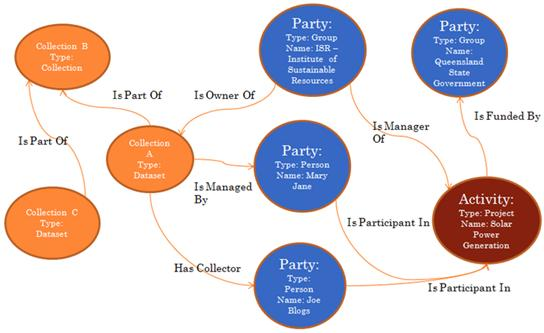 Collection B
Type:
Collection
Party:
Type: Group
Name: ISR –
Institute of
Sustainable
Resources
Party:
Type: Group
Name:
Queensland
State
Government
Is Part Of
Is Owner Of
Is Part Of
Is Manager
Of
Is Funded By
Collection
A
Type:
Dataset
Is Managed
By
Party:
Type: Person
Name: Mary
Jane
Collection C
Type:
Dataset
Is Participant In
Activity:
Type: Project
Name: Solar
Power
Generation
Has Collector
Party:
Type:
Person
Name: Joe
Blogs
Is Participant In